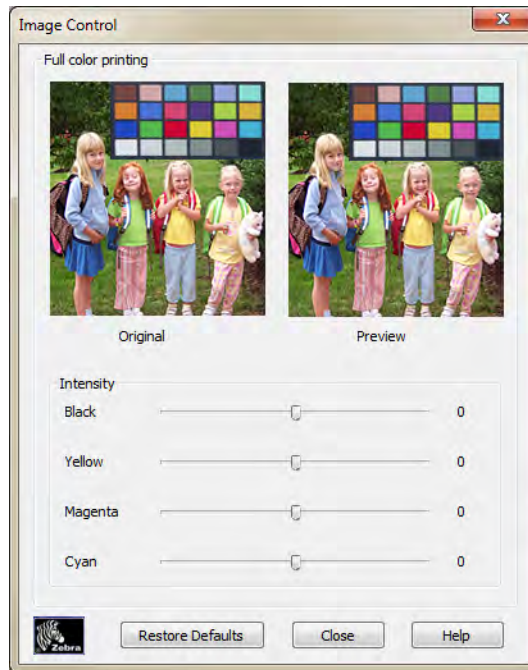 Image Control
Full color printing
Original
Preview
Intensity
Black 0
Yellow 0
Magenta 0
Cyan 0
Zebra
Restore Defaults
Close
Help